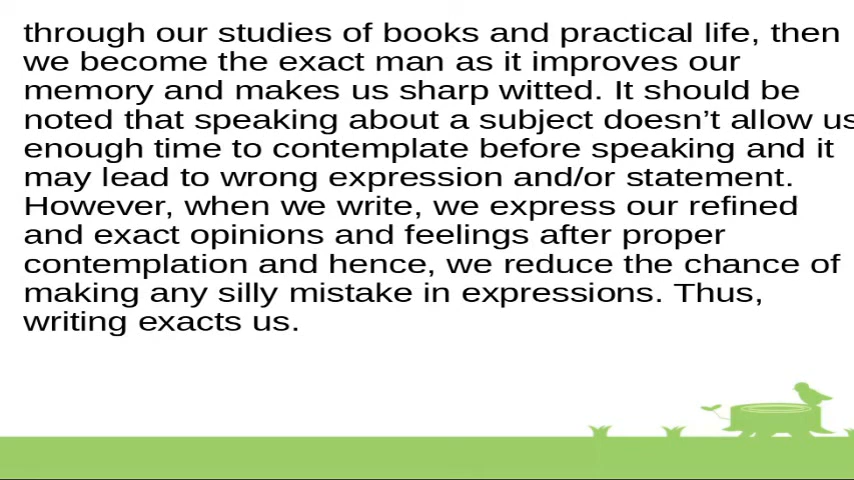 through our studies of books and practical life, then
we become the exact man as it improves our
memory and makes us sharp witted. It should be
noted that speaking about a subject doesn’t allow us
enough time to contemplate before speaking and it
may lead to wrong expression and/or statement.
However, when we write, we express our refined
and exact opinions and feelings after proper
contemplation and hence, we reduce the chance of
making any silly mistake in expressions. Thus,
writing exacts us.